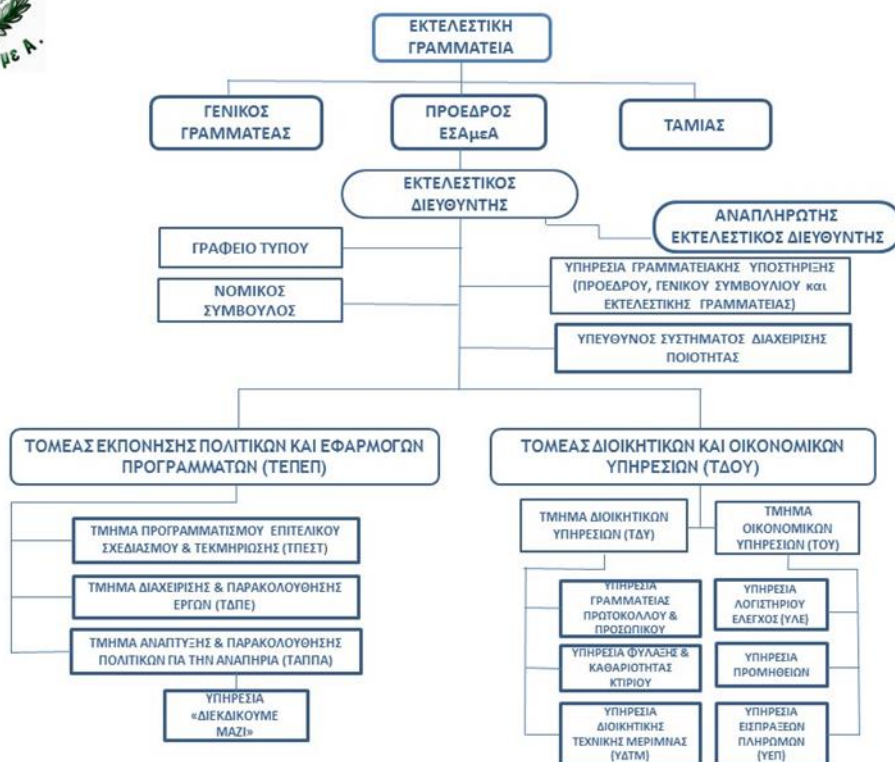 με Α.
ΕΚΤΕΛΕΣΤΙΚΗ
ΓΡΑΜΜΑΤΕΙΑ
ΓΕΝΙΚΟΣ
ΓΡΑΜΜΑΤΕΑΣ
ΠΡΟΕΔΡΟΣ
ΕΣΑμεΑ
ΤΑΜΙΑΣ
ΕΚΤΕΛΕΣΤΙΚΟΣ
ΔΙΕΥΘΥΝΤΗΣ
ΑΝΑΠΛΗΡΩΤΗΣ
ΕΚΤΕΛΕΣΤΙΚΟΣ ΔΙΕΥΘΥΝΤΗΣ
ΓΡΑΦΕΙΟ ΤΥΠΟΥ
ΥΠΗΡΕΣΙΑ ΓΡΑΜΜΑΤΕΙΑΚΗΣ ΥΠΟΣΤΗΡΙΞΗΣ
(ΠΡΟΕΔΡΟΥ, ΓΕΝΙΚΟΥ ΣΥΜΒΟΥΛΙΟΥ και
ΕΚΤΕΛΕΣΤΙΚΗΣ ΓΡΑΜΜΑΤΕΙΑΣ)
ΝΟΜΙΚΟΣ
ΣΥΜΒΟΥΛΟΣ
ΥΠΕΥΘΥΝΟΣ ΣΥΣΤΗΜΑΤΟΣ ΔΙΑΧΕΙΡΙΣΗΣ
ΠΟΙΟΤΗΤΑΣ
ΤΟΜΕΑΣ ΕΚΠΟΝΗΣΗΣ ΠΟΛΙΤΙΚΩΝ ΚΑΙ ΕΦΑΡΜΟΓΩΝ
ΠΡΟΓΡΑΜΜΑΤΩΝ (ΤΕΠΕΠ)
ΤΟΜΕΑΣ ΔΙΟΙΚΗΤΙΚΩΝ ΚΑΙ ΟΙΚΟΝΟΜΙΚΩΝ
ΥΠΗΡΕΣΙΩΝ (ΤΔΟΥ)
ΤΜΗΜΑ ΠΡΟΓΡΑΜΜΑΤΙΣΜΟΥ ΕΠΙΤΕΛΙΚΟΥ
ΣΧΕΔΙΑΣΜΟΥ & ΤΕΚΜΗΡΙΩΣΗΣ (ΤΠΕΣΤ)
ΤΜΗΜΑ ΔΙΑΧΕΙΡΙΣΗΣ & ΠΑΡΑΚΟΛΟΥΘΗΣΗΣ
ΕΡΓΩΝ (ΤΔΠΕ)
ΤΜΗΜΑ ΑΝΑΠΤΥΞΗΣ & ΠΑΡΑΚΟΛΟΥΘΗΣΗΣ
ΠΟΛΙΤΙΚΩΝ ΓΙΑ ΤΗΝ ΑΝΑΠΗΡΙΑ (ΤΑΠΠΑ)
ΥΠΗΡΕΣΙΑ
«ΔΙΕΚΔΙΚΟΥΜΕ
ΜΑΖΙ»
ΤΜΗΜΑ ΔΙΟΙΚΗΤΙΚΩΝ
ΥΠΗΡΕΣΙΩΝ (ΤΔΥ)
ΤΜΗΜΑ
ΟΙΚΟΝΟΜΙΚΩΝ
ΥΠΗΡΕΣΙΩΝ (ΤΟΥ)
ΥΠΗΡΕΣΙΑ
ΓΡΑΜΜΑΤΕΙΑΣ
ΠΡΩΤΟΚΟΛΛΟΥ &
ΠΡΟΣΩΠΙΚΟΥ
ΥΠΗΡΕΣΙΑ
ΛΟΓΙΣΤΗΡΙΟΥ
ΕΛΕΓΧΟΣ (ΥΛΕ)
ΥΠΗΡΕΣΙΑ ΦΥΛΑΞΗΣ &
ΚΑΘΑΡΙΟΤΗΤΑΣ
ΚΤΙΡΙΟΥ
ΥΠΗΡΕΣΙΑ
ΠΡΟΜΗΘΕΙΩΝ
ΥΠΗΡΕΣΙΑ
ΔΙΟΙΚΗΤΙΚΗΣ
ΤΕΧΝΙΚΗΣ ΜΕΡΙΜΝΑΣ
(ΥΔΤΜ)
ΥΠΗΡΕΣΙΑ
ΕΙΣΠΡΑΞΕΩΝ
ΠΛΗΡΩΜΩΝ
(ΥΕΠ)